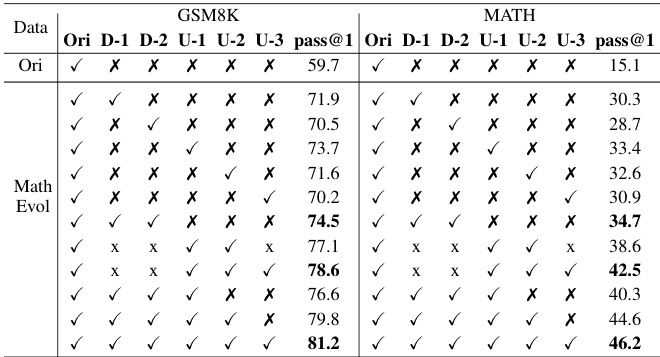 Data GSM8K MATH
Ori D-1 D-2 U-1 U-2 U-3 pass@1 Ori D-1 D-2 U-1 U-2 U-3 pass@1
Ori ✓ ✗ ✗ ✗ ✗ ✗ 59.7 ✓ ✗ ✗ ✗ ✗ ✗ 15.1
Math Evol
✓ ✓ ✗ ✗ ✗ ✗ 71.9 ✓ ✓ ✗ ✗ ✗ ✗ 30.3
✓ ✗ ✓ ✗ ✗ ✗ 70.5 ✓ ✗ ✓ ✗ ✗ ✗ 28.7
✓ ✗ ✗ ✓ ✗ ✗ 73.7 ✓ ✗ ✗ ✓ ✗ ✗ 33.4
✓ ✗ ✗ ✗ ✓ ✗ 71.6 ✓ ✗ ✗ ✗ ✓ ✗ 32.6
✓ ✗ ✗ ✗ ✗ ✓ 70.2 ✓ ✗ ✗ ✗ ✗ ✓ 30.9
✓ ✓ ✓ ✗ ✗ ✗ 74.5 ✓ ✓ ✓ ✗ ✗ ✗ 34.7
✓ x x ✓ ✓ x 77.1 ✓ x x ✓ ✓ x 38.6
✓ x x ✓ ✓ ✓ 78.6 ✓ x x ✓ ✓ ✓ 42.5
✓ ✓ ✓ ✓ ✗ ✗ 76.6 ✓ ✓ ✓ ✓ ✗ ✗ 40.3
✓ ✓ ✓ ✓ ✓ ✗ 79.8 ✓ ✓ ✓ ✓ ✓ ✗ 44.6
✓ ✓ ✓ ✓ ✓ ✓ 81.2 ✓ ✓ ✓ ✓ ✓ ✓ 46.2